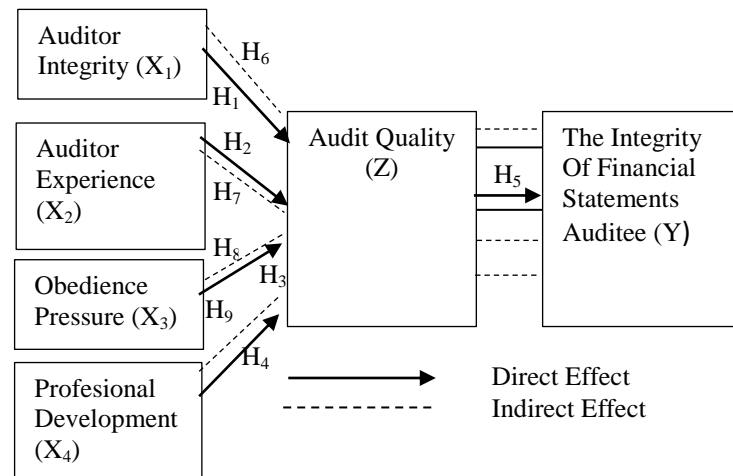 Auditor
Integrity (X₁)
H₆
H₁
Auditor
Experience
(X₂)
H₂
H₇
Obedience
Pressure (X₃)
H₈
H₃
H₉
Profesional
Development
(X₄)
H₄
Audit Quality
(Z)
H₅
The Integrity
Of Financial
Statements
Auditee (Y)
Direct Effect
Indirect Effect